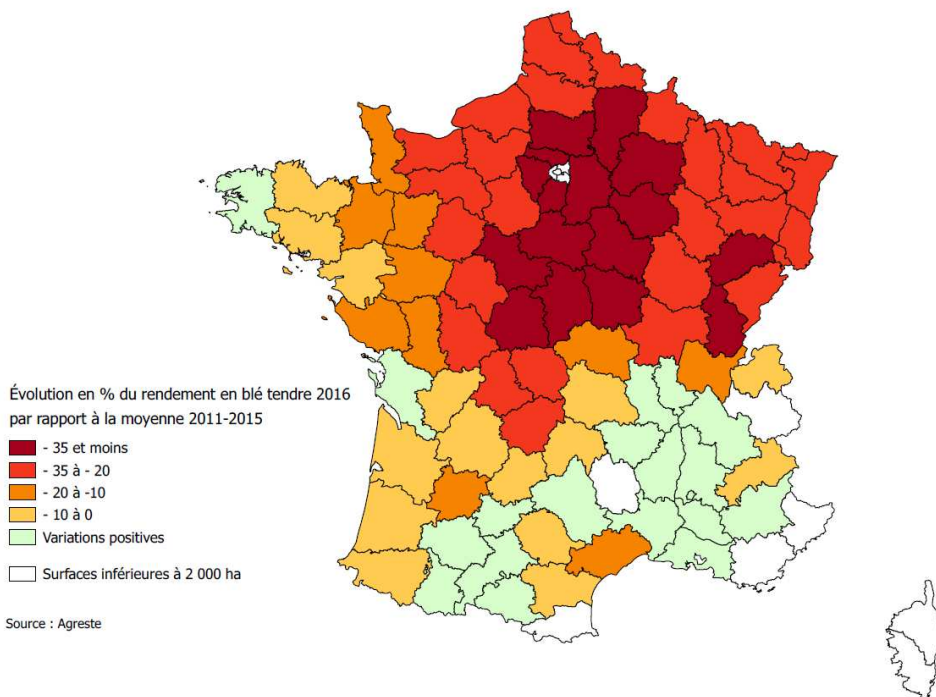 Évolution en % du rendement en blé tendre 2016
par rapport à la moyenne 2011-2015
- 35 et moins
- 35 à - 20
- 20 à -10
- 10 à 0
Variations positives
Surfaces inférieures à 2 000 ha
Source : Agreste